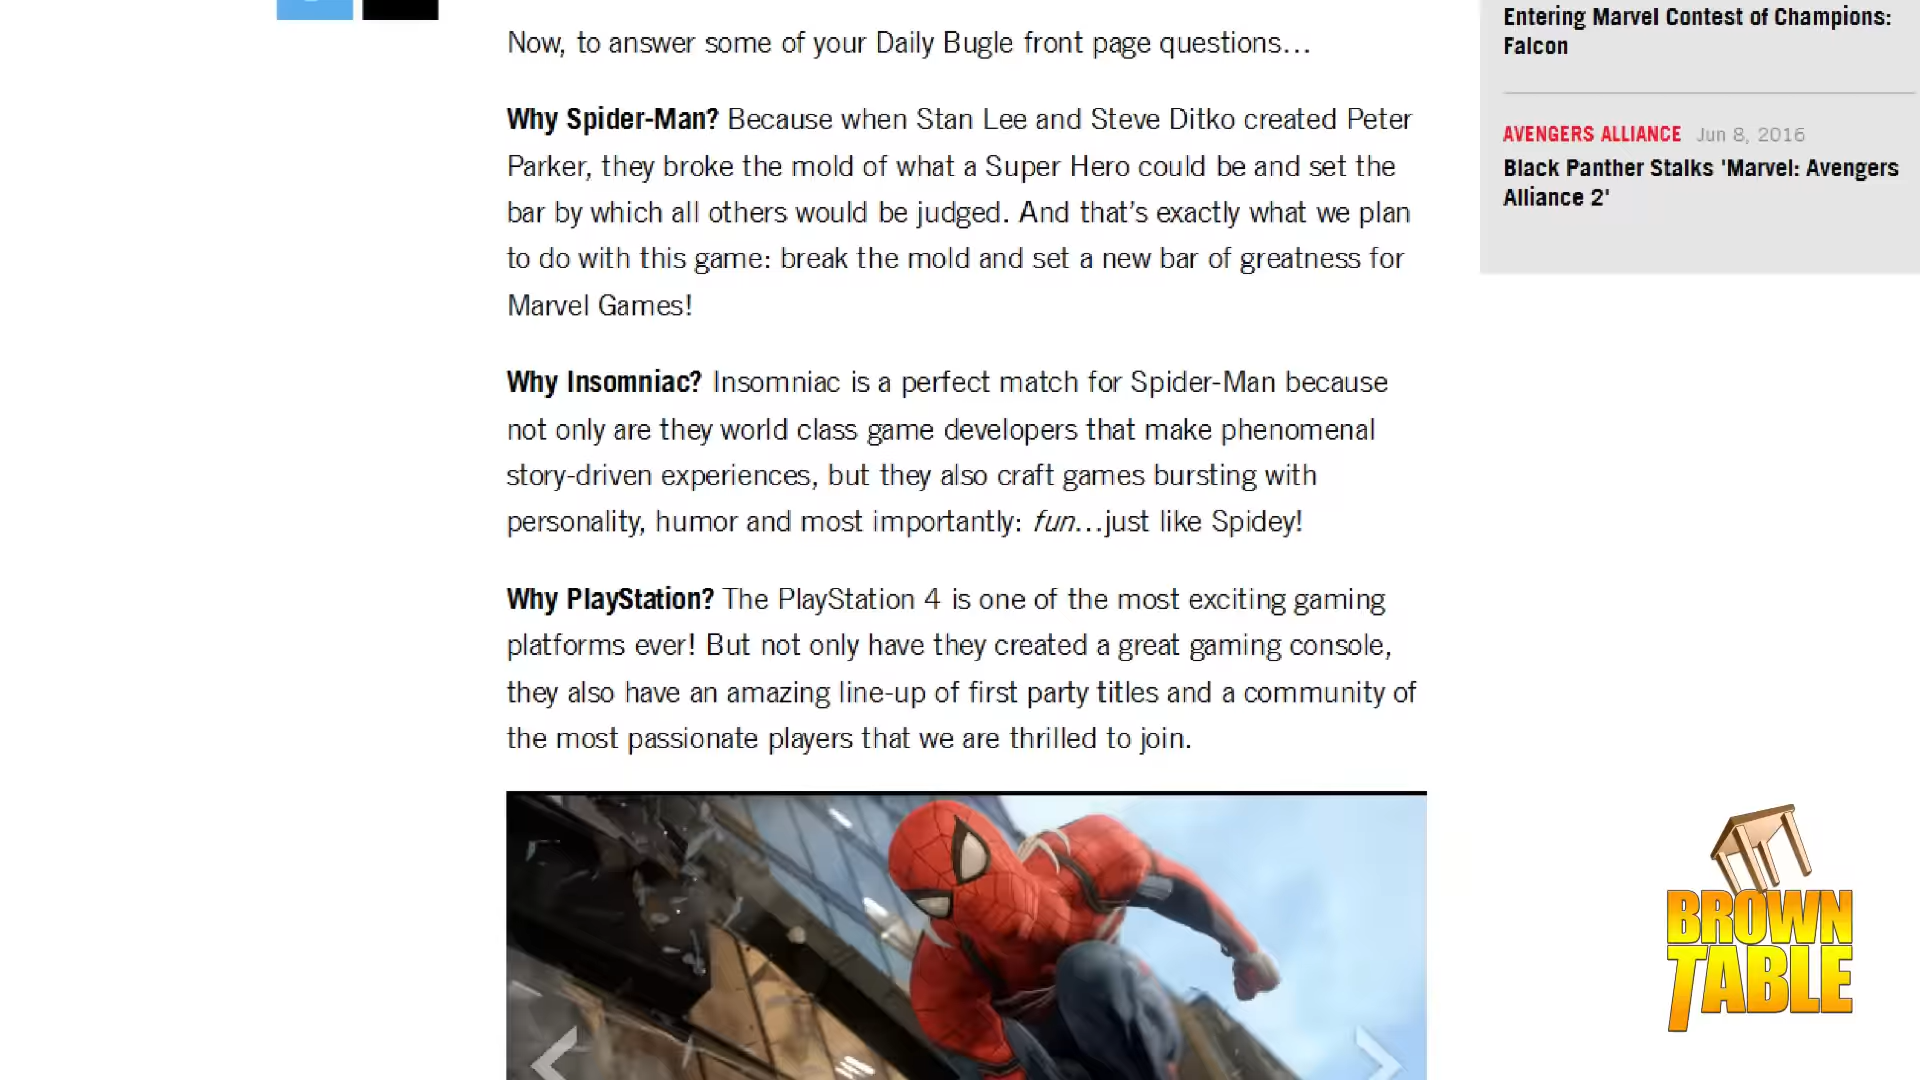 Now, to answer some of your Daily Bugle front page questions…
Why Spider-Man? Because when Stan Lee and Steve Ditko created Peter
Parker, they broke the mold of what a Super Hero could be and set the
bar by which all others would be judged. And that’s exactly what we plan
to do with this game: break the mold and set a new bar of greatness for
Marvel Games!
Why Insomniac? Insomniac is a perfect match for Spider-Man because
not only are they world class game developers that make phenomenal
story-driven experiences, but they also craft games bursting with
personality, humor and most importantly: fun…just like Spidey!
Why PlayStation? The PlayStation 4 is one of the most exciting gaming
platforms ever! But not only have they created a great gaming console,
they also have an amazing line-up of first party titles and a community of
the most passionate players that we are thrilled to join.
Entering Marvel Contest of Champions:
Falcon
AVENGERS ALLIANCE Jun 8, 2016
Black Panther Stalks 'Marvel: Avengers
Alliance 2'
BROWN
TABLE